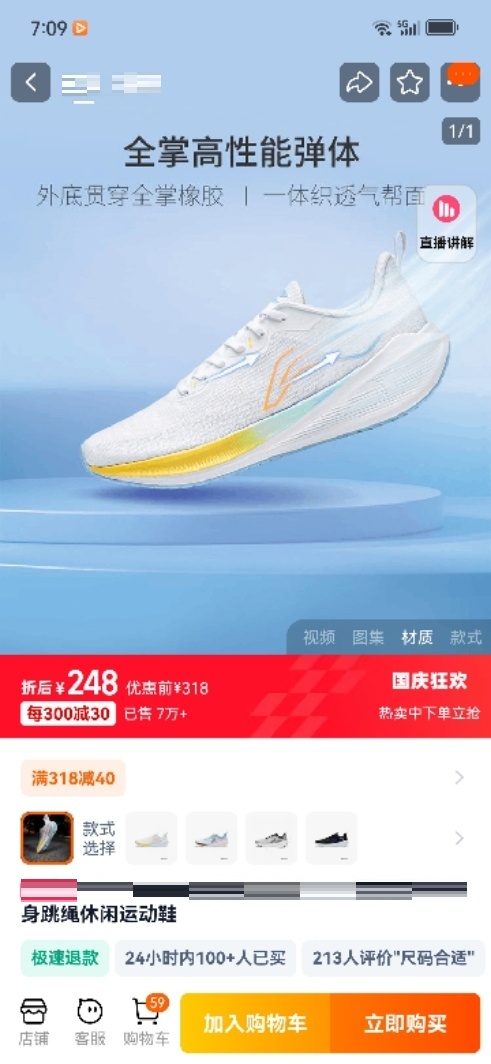 7:09
5G
1/1
全掌高性能弹体
外底贯穿全掌橡胶 | 一体织透气帮面
直播讲解
视频 图集 材质 款式
折后¥248 优惠前¥318
国庆狂欢
每300减30 已售 7万+
热卖中下单立抢
满318减40
款式
选择
身跳绳休闲运动鞋
极速退款 24小时内100+人已买 213人评价"尺码合适"
59
店铺 客服 购物车
加入购物车 立即购买